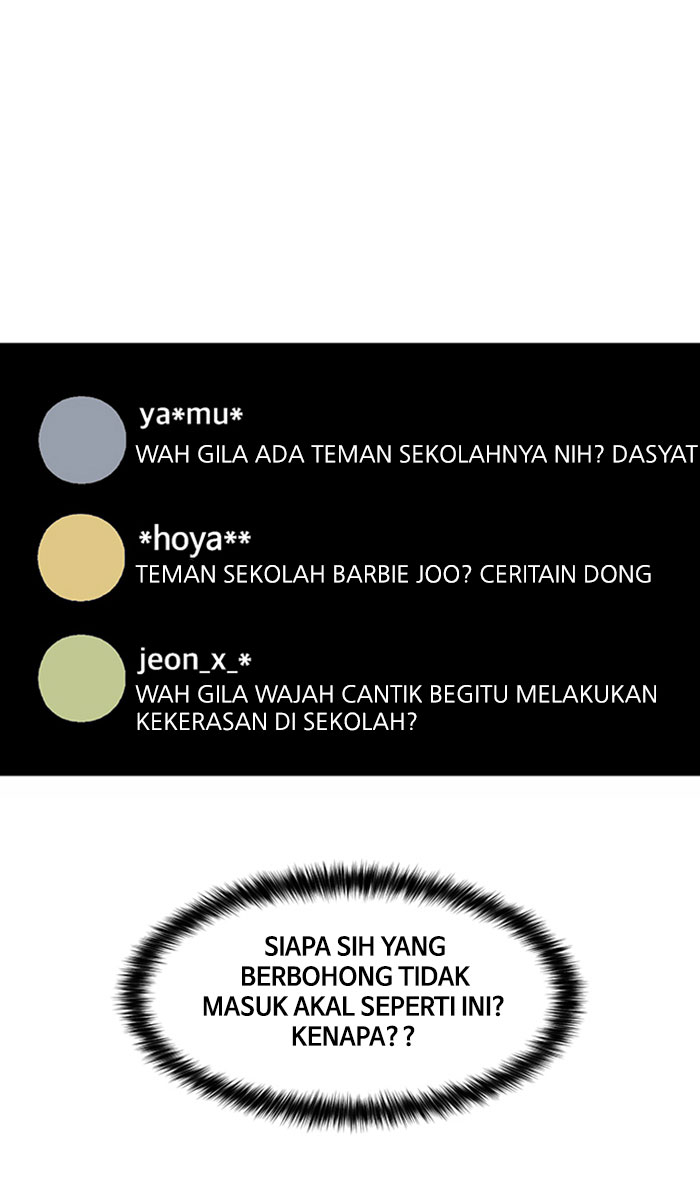 ya*mu*
WAH GILA ADA TEMAN SEKOLAHNYA NIH? DASYAT
*hoya**
TEMAN SEKOLAH BARBIE JOO? CERITAIN DONG
jeon_x_*
WAH GILA WAJAH CANTIK BEGITU MELAKUKAN
KEKERASAN DI SEKOLAH?
SIAPA SIH YANG
BERBOHONG TIDAK
MASUK AKAL SEPERTI INI?
KENAPA??